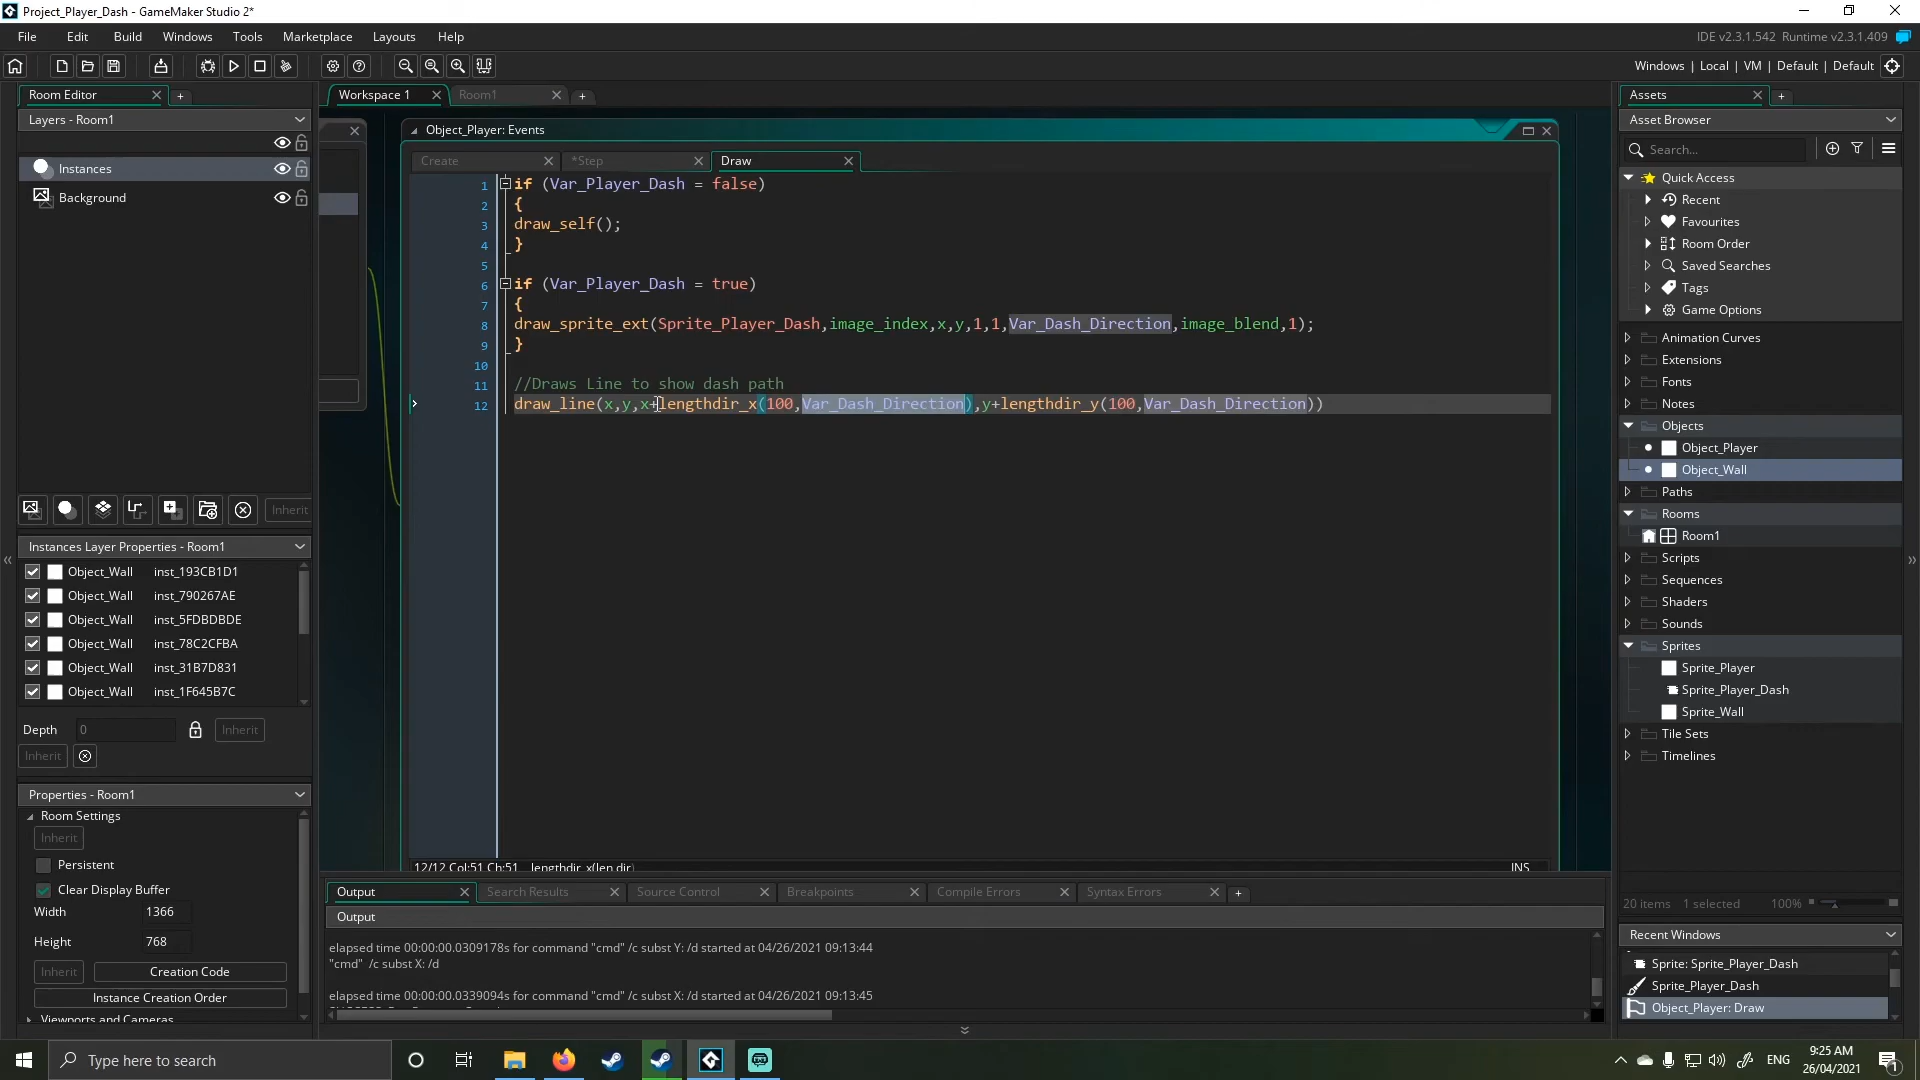 Project_Player_Dash - GameMaker Studio 2*
File Edit Build Windows Tools Marketplace Layouts Help
IDE v2.3.1.542 Runtime v2.3.1.409
Windows | Local | VM | Default | Default
Room Editor
Layers - Room1
Instances
Background
Inherit
Instances Layer Properties - Room1
Object_Wall inst_193CB1D1
Object_Wall inst_790267AE
Object_Wall inst_5FDBDBDE
Object_Wall inst_78C2CFBA
Object_Wall inst_31B7D831
Object_Wall inst_1F645B7C
Depth 0 Inherit
Inherit
Properties - Room1
Room Settings
Inherit
Persistent
Clear Display Buffer
Width 1366
Height 768
Inherit Creation Code
Instance Creation Order
Viewports and Cameras
Workspace 1 Room1
Object_Player: Events
Create *Step Draw
1 if (Var_Player_Dash = false)
2 {
3 draw_self();
4 }
5
6 if (Var_Player_Dash = true)
7 {
8 draw_sprite_ext(Sprite_Player_Dash,image_index,x,y,1,1,Var_Dash_Direction,image_blend,1);
9 }
10
11 //Draws Line to show dash path
12 draw_line(x,y,x+lengthdir_x(100,Var_Dash_Direction),y+lengthdir_y(100,Var_Dash_Direction))
12/12 Col:51 Ch:51 lengthdir_x(len,dir) INS
Output Search Results Source Control Breakpoints Compile Errors Syntax Errors
Output
elapsed time 00:00:00.0309178s for command "cmd" /c subst Y: /d started at 04/26/2021 09:13:44
"cmd" /c subst X: /d
elapsed time 00:00:00.0339094s for command "cmd" /c subst X: /d started at 04/26/2021 09:13:45
Assets
Asset Browser
Search...
Quick Access
Recent
Favourites
Room Order
Saved Searches
Tags
Game Options
Animation Curves
Extensions
Fonts
Notes
Objects
Object_Player
Object_Wall
Paths
Rooms
Room1
Scripts
Sequences
Shaders
Sounds
Sprites
Sprite_Player
Sprite_Player_Dash
Sprite_Wall
Tile Sets
Timelines
20 items 1 selected 100%
Recent Windows
Sprite: Sprite_Player_Dash
Sprite_Player_Dash
Object_Player: Draw
Type here to search
ENG
9:25 AM
26/04/2021
1